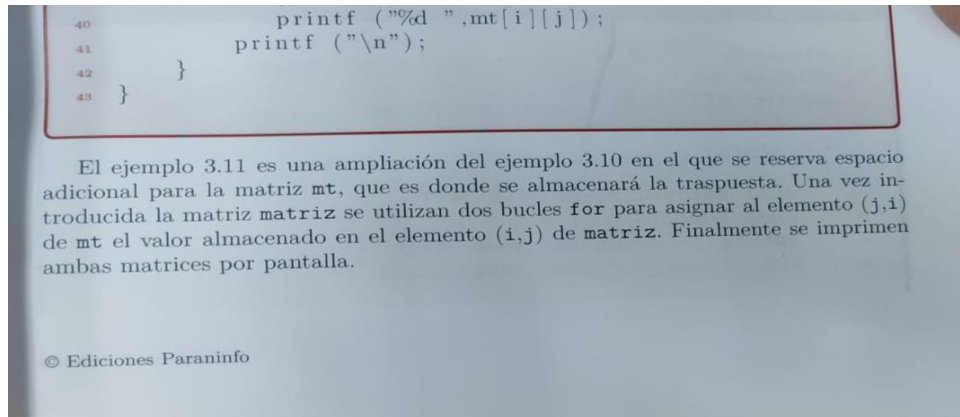 40 printf ("%d ",mt[i][j]);
41 printf ("\n");
42 }
43 }
El ejemplo 3.11 es una ampliación del ejemplo 3.10 en el que se reserva espacio
adicional para la matriz mt, que es donde se almacenará la traspuesta. Una vez in-
troducida la matriz matriz se utilizan dos bucles for para asignar al elemento (j,i)
de mt el valor almacenado en el elemento (i,j) de matriz. Finalmente se imprimen
ambas matrices por pantalla.
© Ediciones Paraninfo